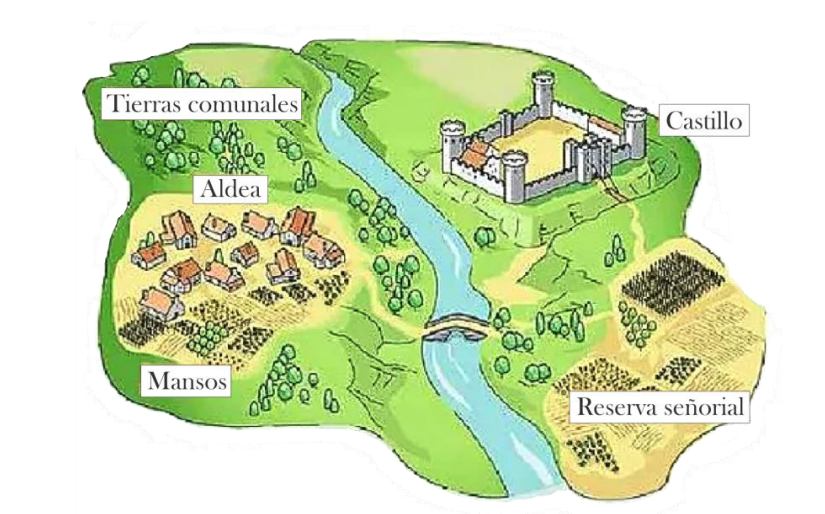 Tierras comunales
Castillo
Aldea
Mansos
Reserva señorial